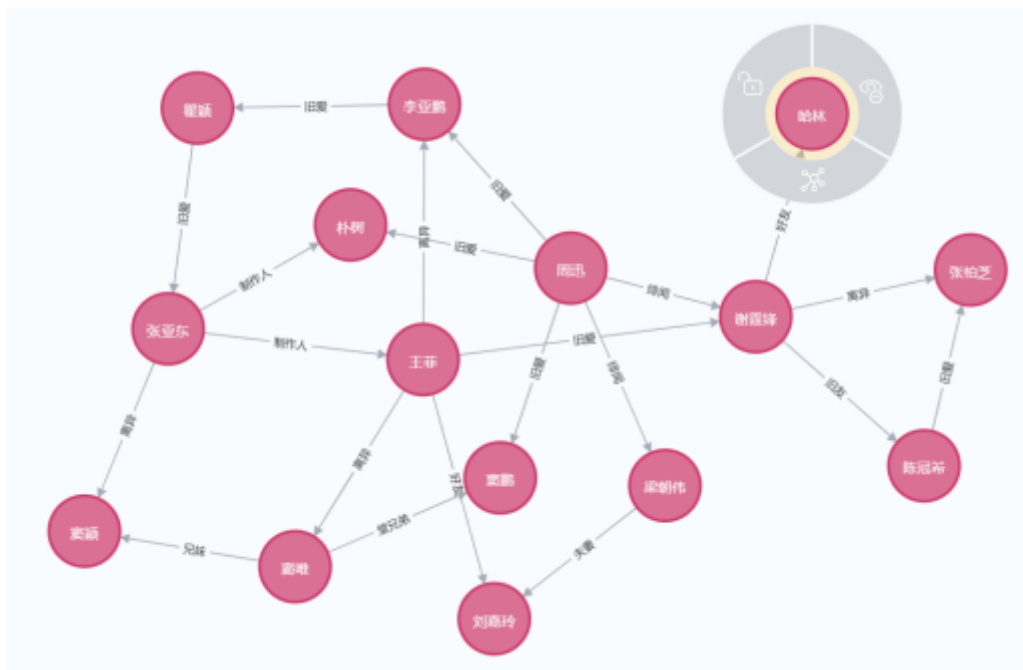 瞿颖
旧爱
李亚鹏
哈林
旧爱
旧爱
朴树
离异
旧爱
好友
周迅
张柏芝
制作人
绯闻
离异
谢霆锋
张亚东
制作人
旧爱
王菲
旧爱
绯闻
旧友
旧爱
离异
离异
陈冠希
好友
窦鹏
梁朝伟
窦颖
兄妹
堂兄弟
窦唯
夫妻
刘嘉玲